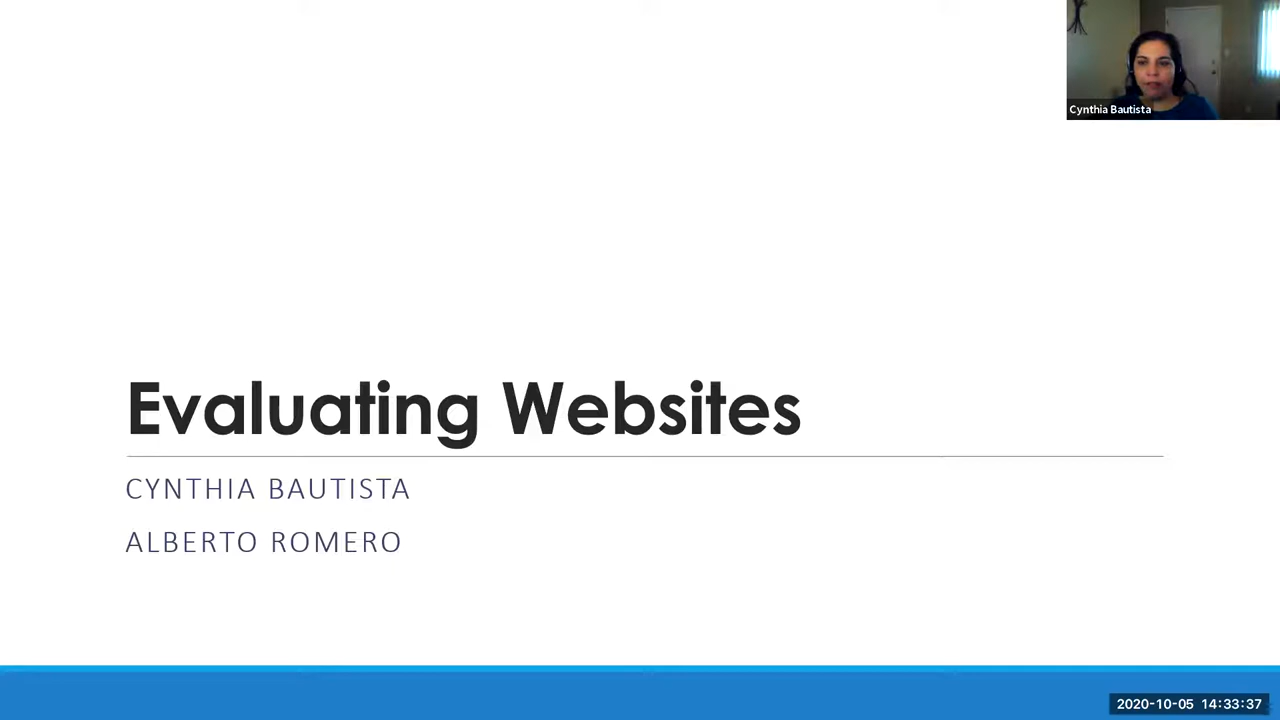 Cynthia Bautista
Evaluating Websites
CYNTHIA BAUTISTA
ALBERTO ROMERO
2020-10-05 14:33:37